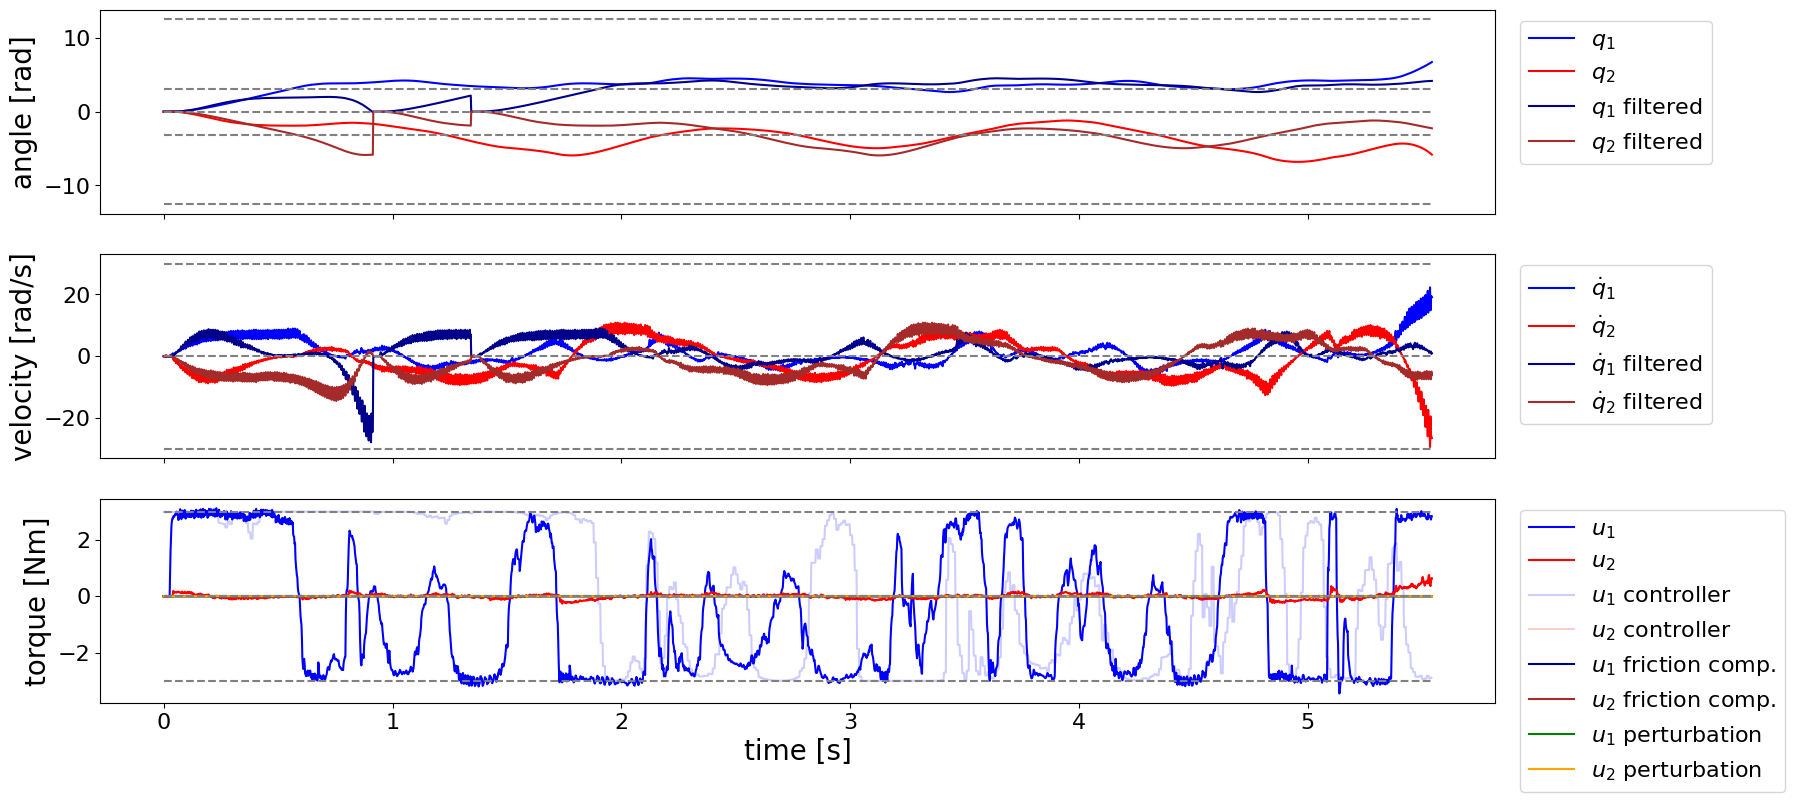 angle [rad]
10
0
−10
q₁
q₂
q₁ filtered
q₂ filtered
velocity [rad/s]
20
0
−20
q̇₁
q̇₂
q̇₁ filtered
q̇₂ filtered
torque [Nm]
2
0
−2
0 1 2 3 4 5
time [s]
u₁
u₂
u₁ controller
u₂ controller
u₁ friction comp.
u₂ friction comp.
u₁ perturbation
u₂ perturbation